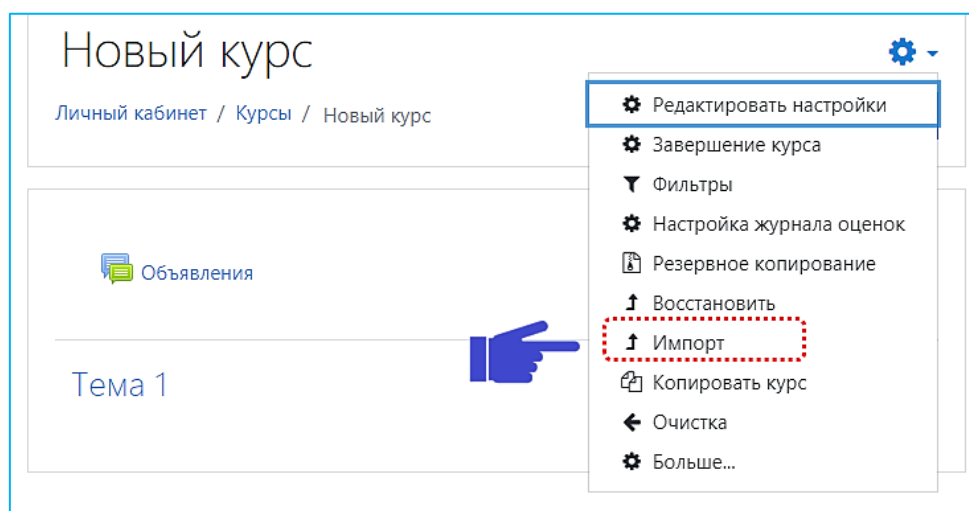 Новый курс
Личный кабинет / Курсы / Новый курс
Редактировать настройки
Завершение курса
Фильтры
Настройка журнала оценок
Резервное копирование
Восстановить
Импорт
Копировать курс
Очистка
Больше...
Объявления
Тема 1